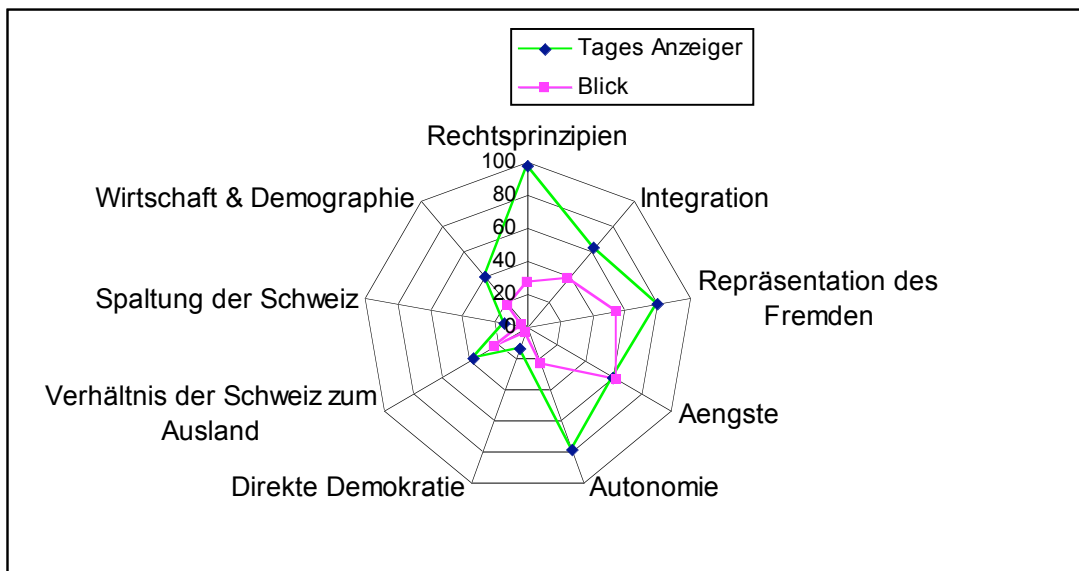 Tages Anzeiger
Blick
Rechtsprinzipien
Integration
Repräsentation des
Fremden
Aengste
Autonomie
Direkte Demokratie
Verhältnis der Schweiz zum
Ausland
Spaltung der Schweiz
Wirtschaft & Demographie
100
80
60
40
20
0